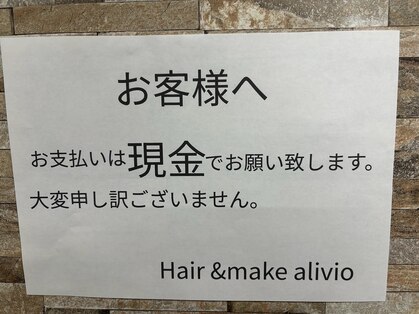 お客様へ
お支払いは現金でお願い致します。
大変申し訳ございません。
Hair &make alivio